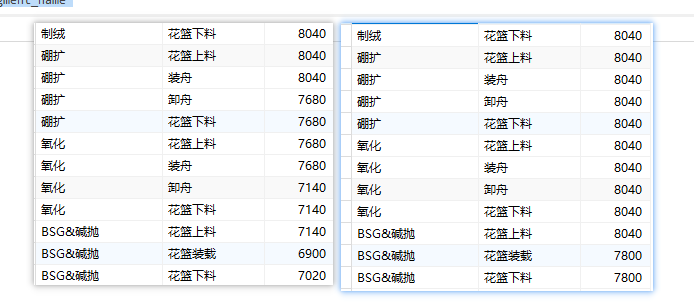 制绒 花篮下料 8040
硼扩 花篮上料 8040
硼扩 装舟 8040
硼扩 卸舟 7680
硼扩 花篮下料 7680
氧化 花篮上料 7680
氧化 装舟 7680
氧化 卸舟 7140
氧化 花篮下料 7140
BSG&碱抛 花篮上料 7140
BSG&碱抛 花篮装载 6900
BSG&碱抛 花篮下料 7020
制绒 花篮下料 8040
硼扩 花篮上料 8040
硼扩 装舟 8040
硼扩 卸舟 8040
硼扩 花篮下料 8040
氧化 花篮上料 8040
氧化 装舟 8040
氧化 卸舟 8040
氧化 花篮下料 8040
BSG&碱抛 花篮上料 8040
BSG&碱抛 花篮装载 7800
BSG&碱抛 花篮下料 7800